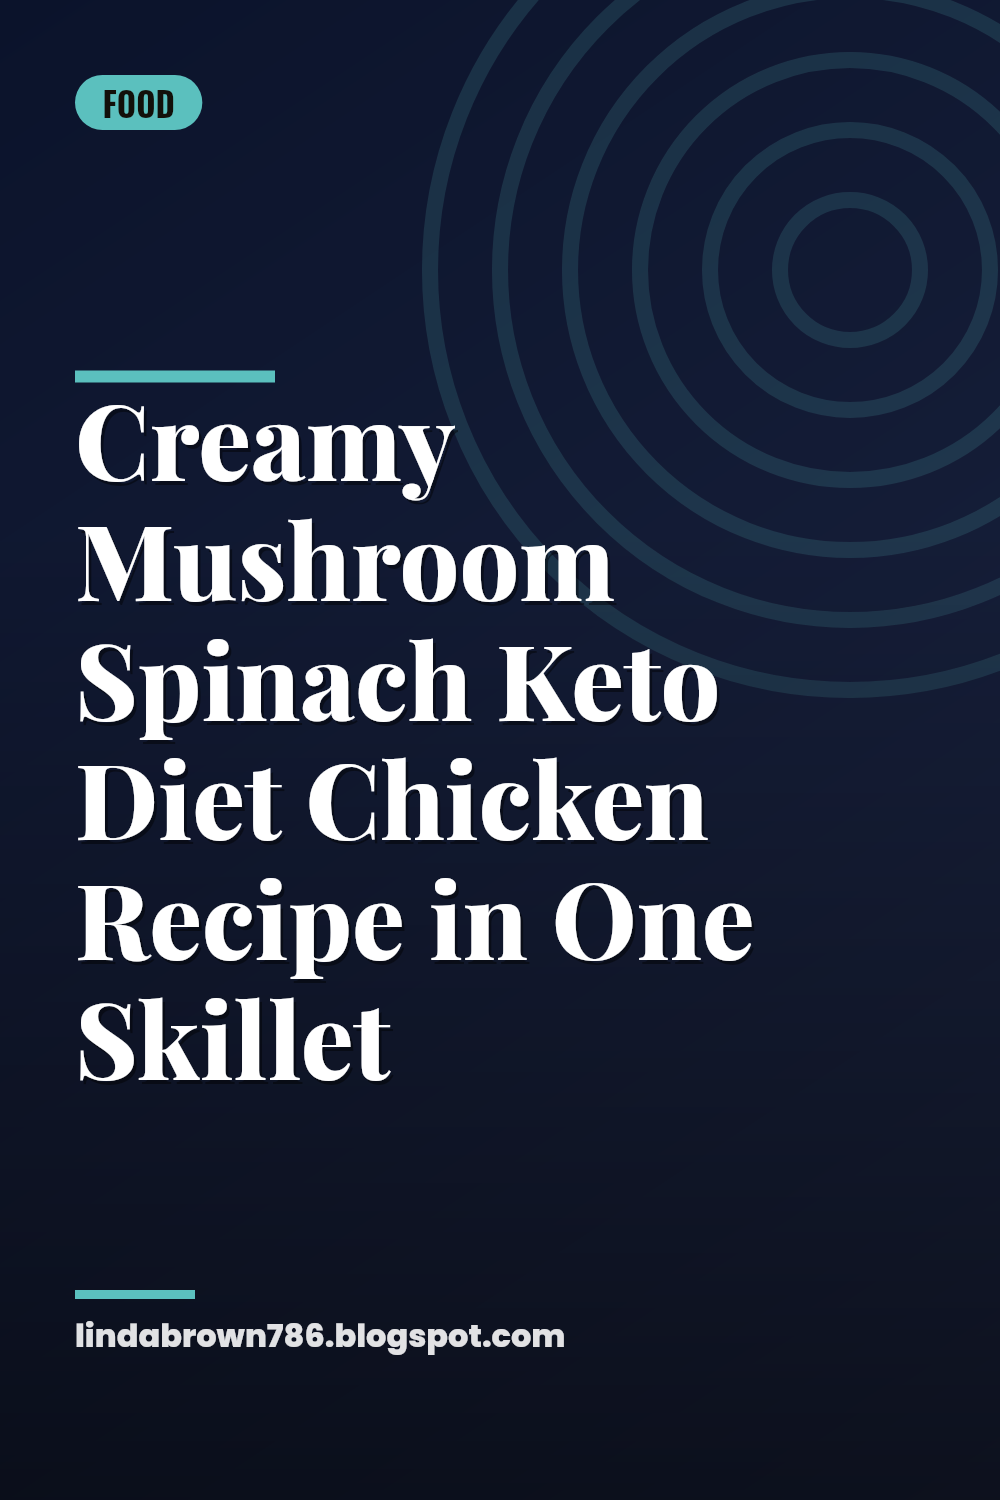 FOOD
Creamy
Mushroom
Spinach Keto
Diet Chicken
Recipe in One
Skillet
lindabrown786.blogspot.com